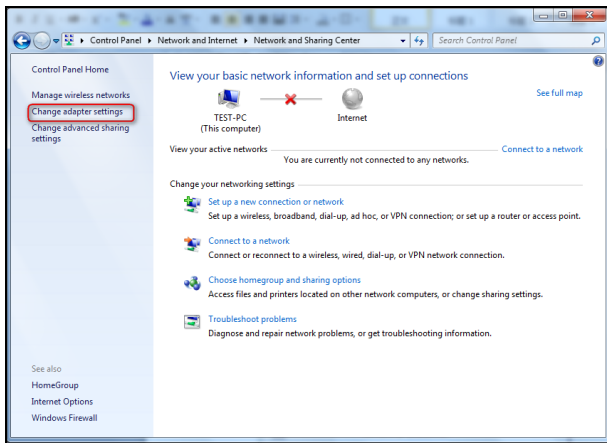 Control Panel
Network and Internet
Network and Sharing Center
Search Control Panel
Control Panel Home
Manage wireless networks
Change adapter settings
Change advanced sharing
settings
See also
HomeGroup
Internet Options
Windows Firewall
View your basic network information and set up connections
See full map
TEST-PC
(This computer)
Internet
View your active networks
Connect to a network
You are currently not connected to any networks.
Change your networking settings
Set up a new connection or network
Set up a wireless, broadband, dial-up, ad hoc, or VPN connection; or set up a router or access point.
Connect to a network
Connect or reconnect to a wireless, wired, dial-up, or VPN network connection.
Choose homegroup and sharing options
Access files and printers located on other network computers, or change sharing settings.
Troubleshoot problems
Diagnose and repair network problems, or get troubleshooting information.